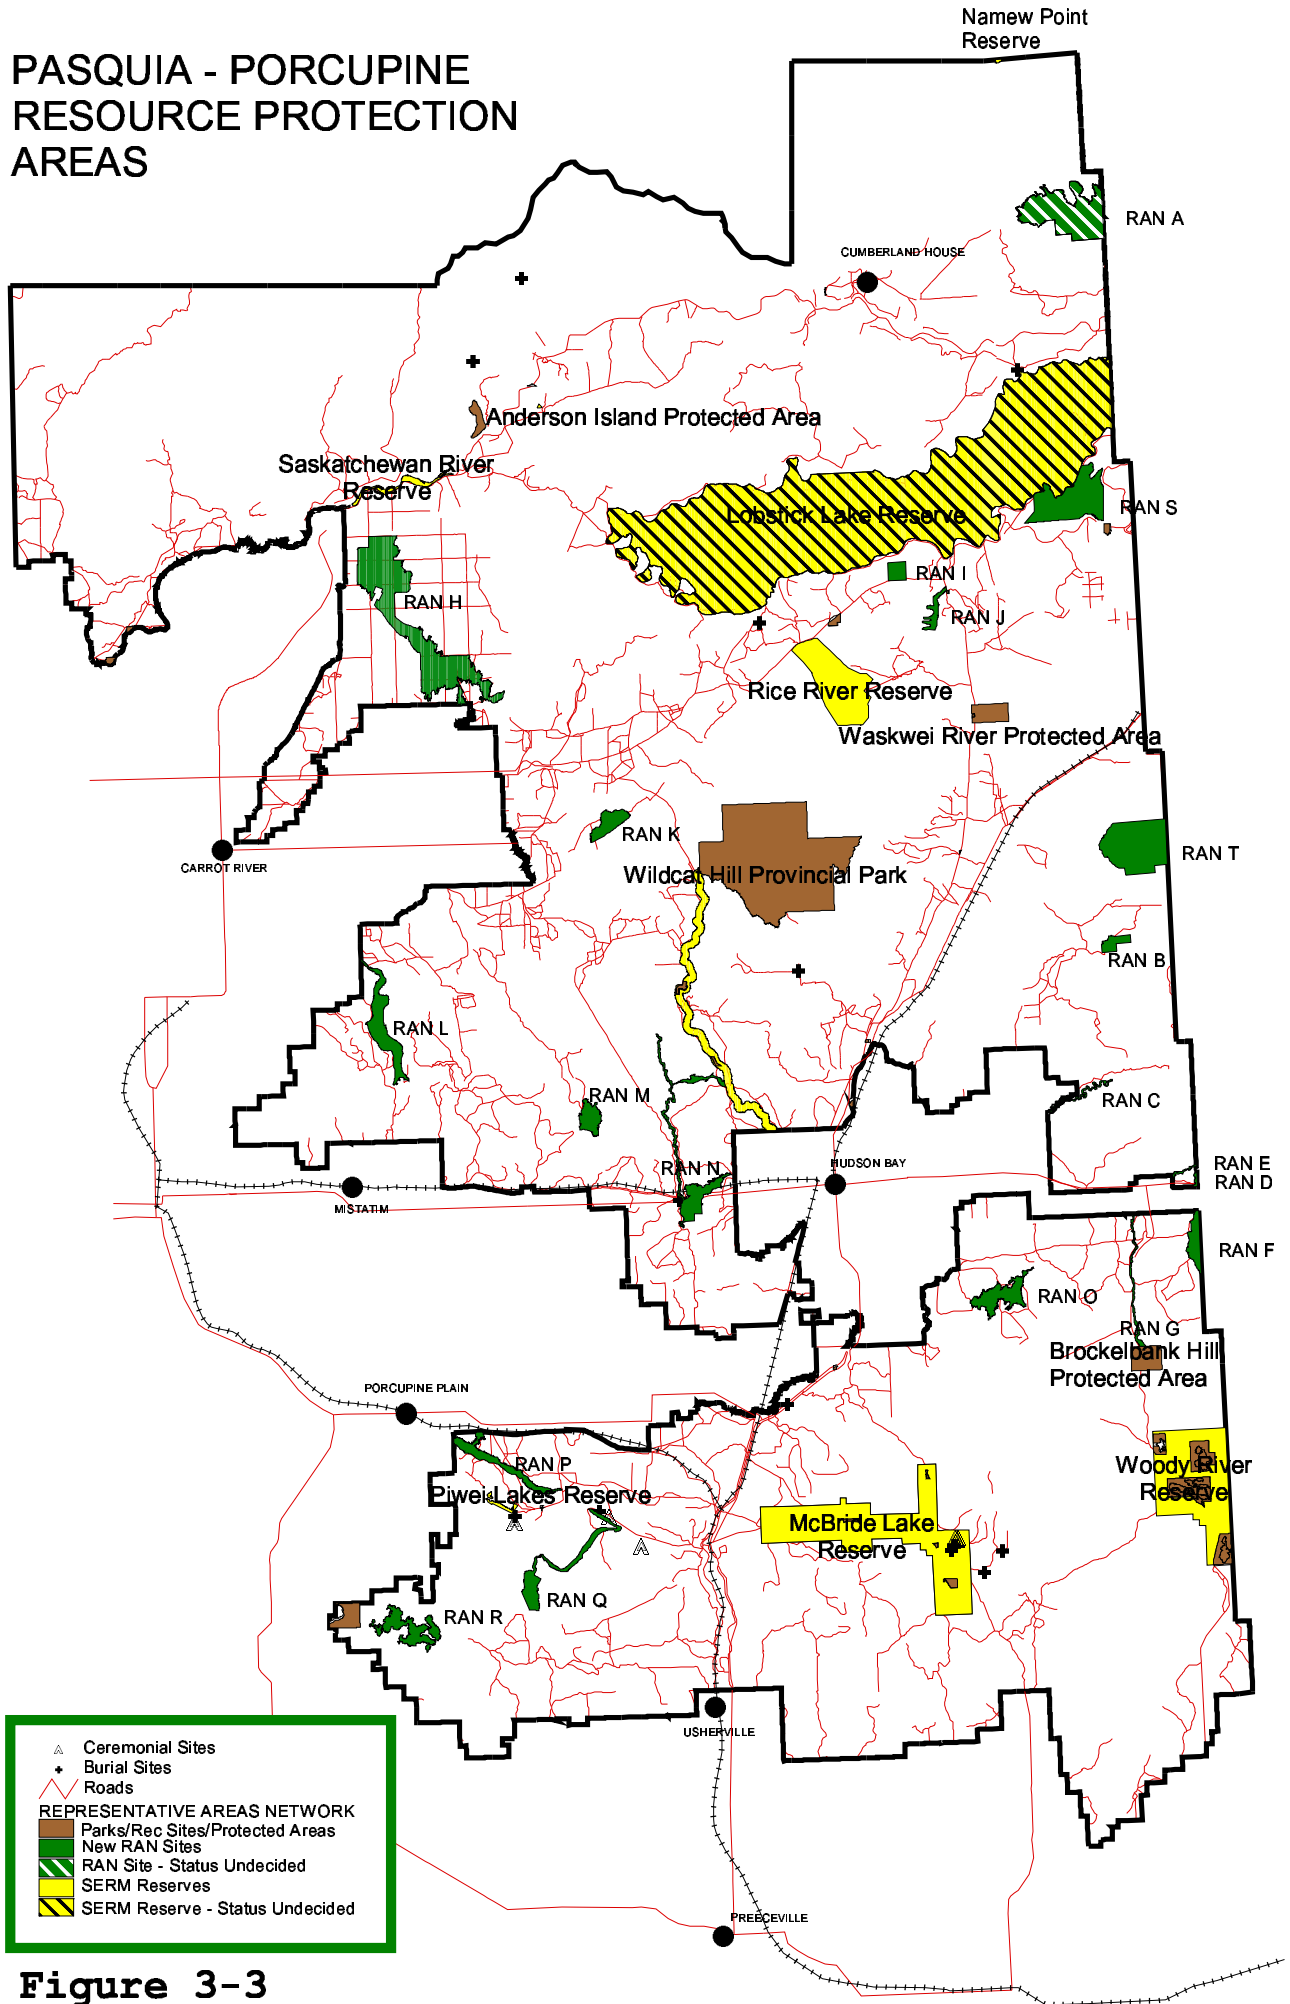 Namew Point
Reserve
PASQUIA - PORCUPINE
RESOURCE PROTECTION
AREAS
RAN A
CUMBERLAND HOUSE
Anderson Island Protected Area
Saskatchewan River
Reserve
Lobstick Lake Reserve
RAN S
RAN I
RAN H
RAN J
Rice River Reserve
Waskwei River Protected Area
RAN K
RAN T
CARROT RIVER
Wildcat Hill Provincial Park
RAN B
RAN L
RAN M
RAN C
RAN N
HUDSON BAY
RAN E
RAN D
MISTATIM
RAN F
RAN O
RAN G
Brockelbank Hill
Protected Area
PORCUPINE PLAIN
RAN P
Woody River
Reserve
Piwei Lakes Reserve
McBride Lake
Reserve
RAN Q
RAN R
USHERVILLE
Ceremonial Sites
Burial Sites
Roads
REPRESENTATIVE AREAS NETWORK
Parks/Rec Sites/Protected Areas
New RAN Sites
RAN Site - Status Undecided
SERM Reserves
SERM Reserve - Status Undecided
PREECEVILLE
Figure 3-3